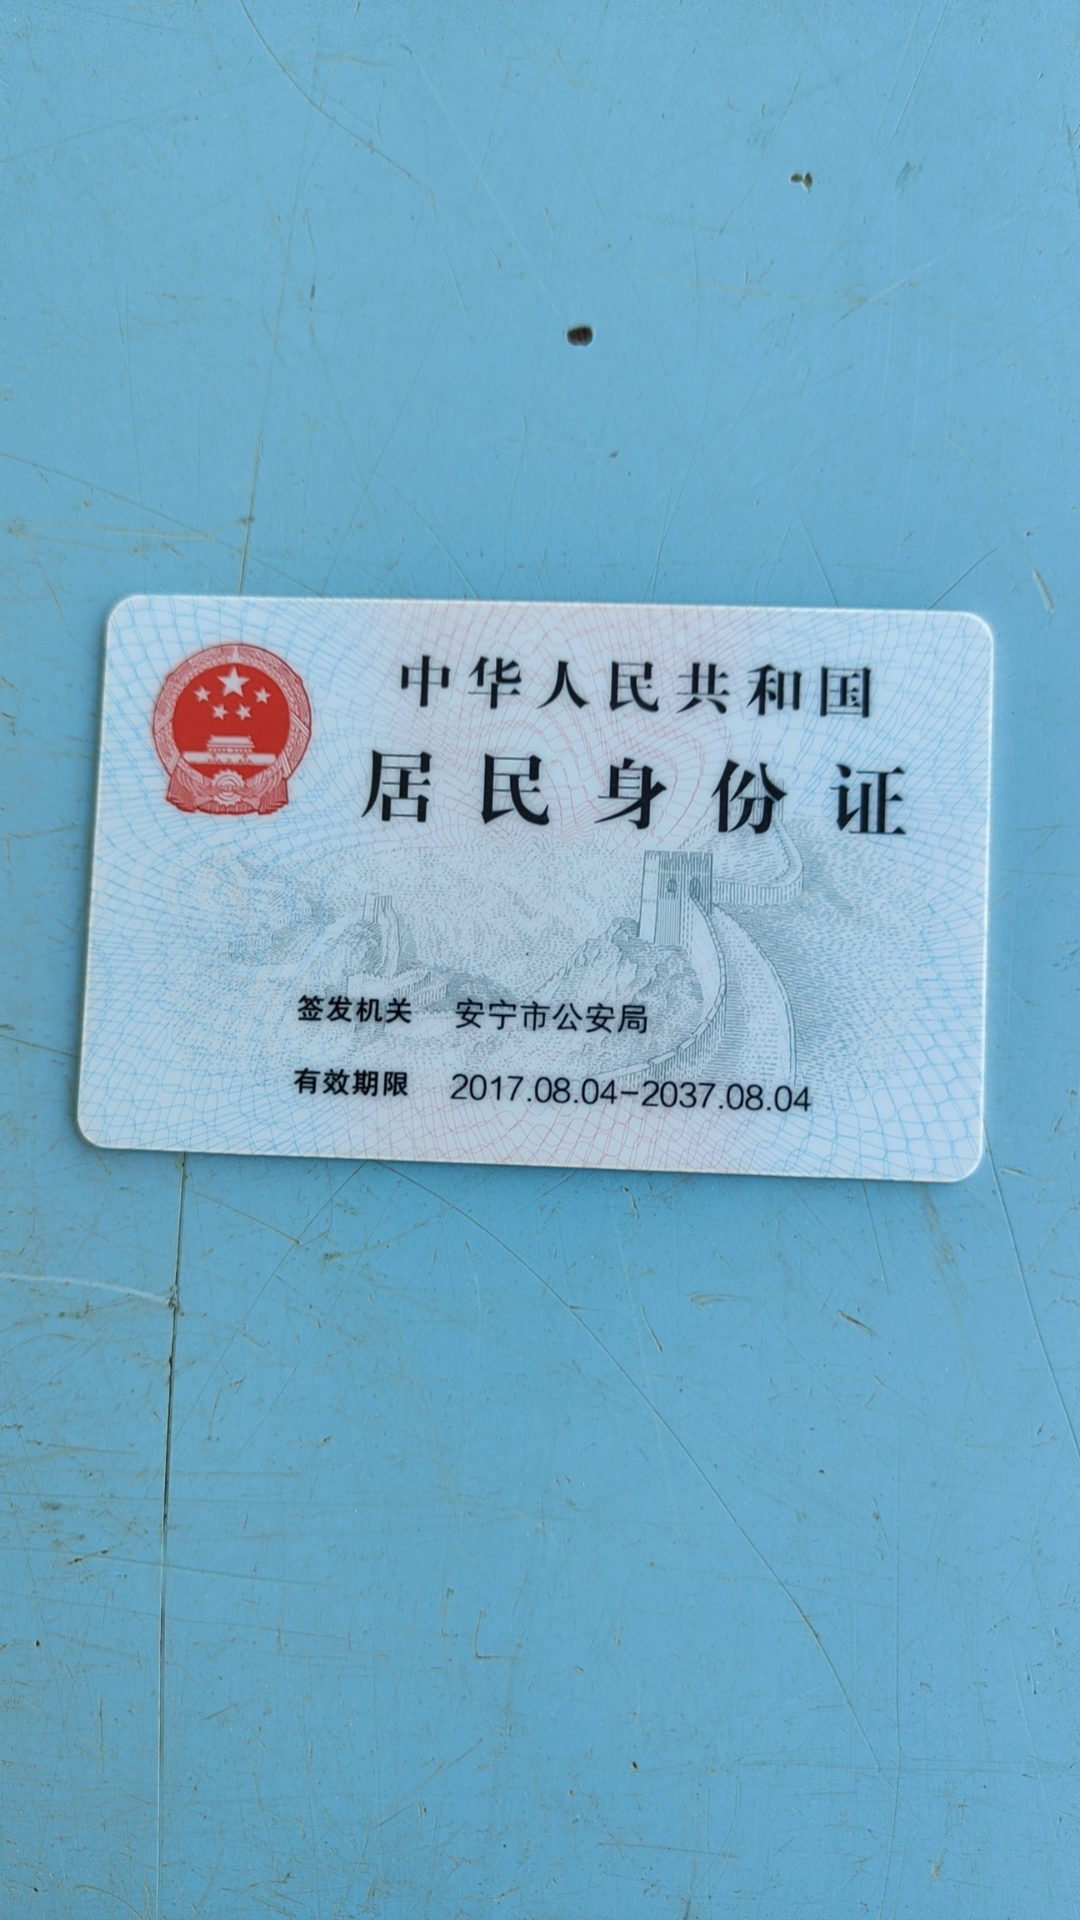 中华人民共和国
居民身份证
签发机关 安宁市公安局
有效期限 2017.08.04-2037.08.04